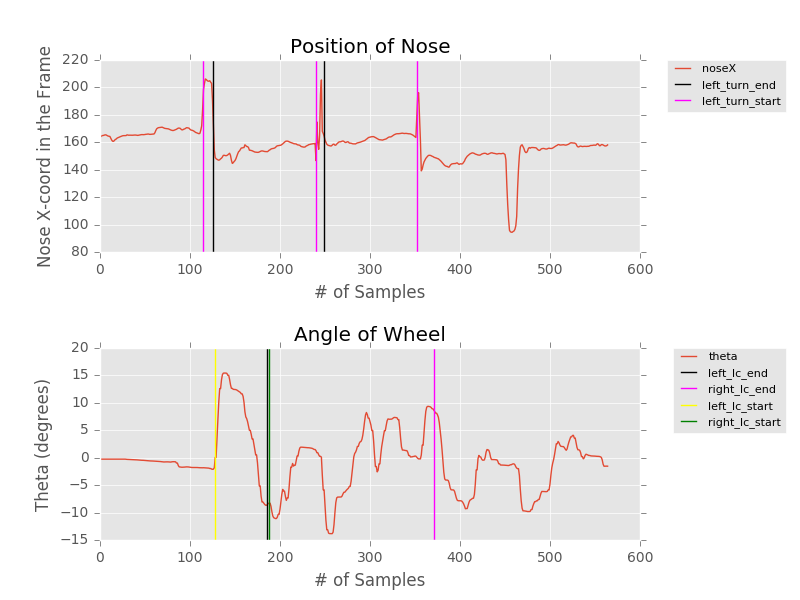 Position of Nose
Nose X-coord in the Frame
220
200
180
160
140
120
100
80
0 100 200 300 400 500 600
# of Samples
noseX
left_turn_end
left_turn_start
Angle of Wheel
Theta (degrees)
20
15
10
5
0
−5
−10
−15
0 100 200 300 400 500 600
# of Samples
theta
left_lc_end
right_lc_end
left_lc_start
right_lc_start